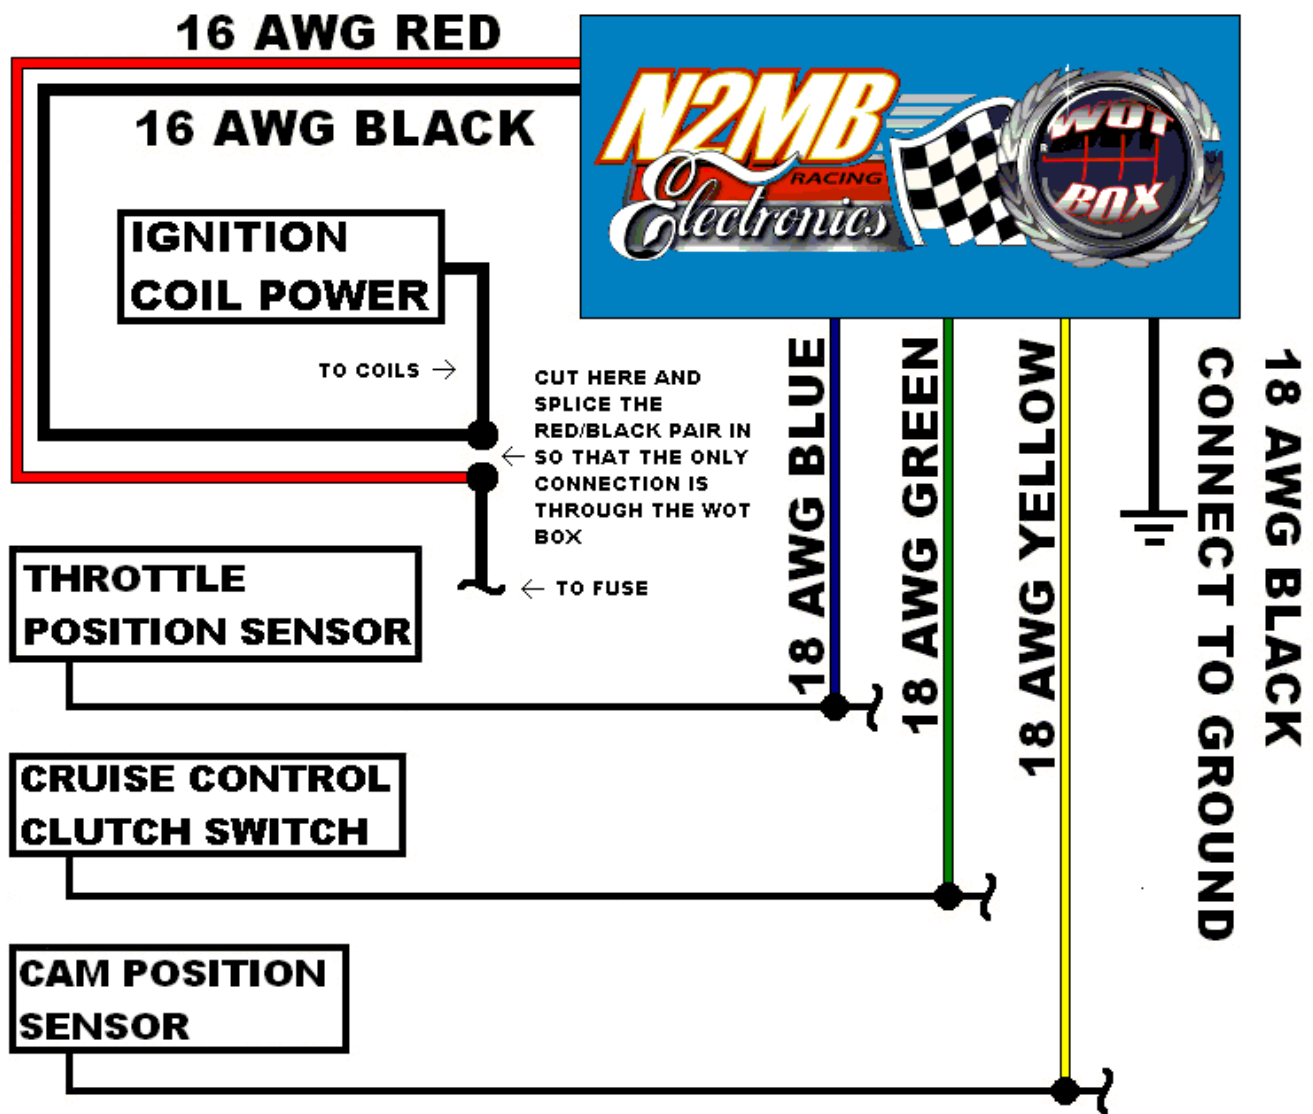 16 AWG RED
16 AWG BLACK
N2MB
RACING
Electronics
WOT
BOX
IGNITION
COIL POWER
TO COILS →
CUT HERE AND
SPLICE THE
RED/BLACK PAIR IN
← SO THAT THE ONLY
CONNECTION IS
THROUGH THE WOT
BOX
← TO FUSE
THROTTLE
POSITION SENSOR
CRUISE CONTROL
CLUTCH SWITCH
CAM POSITION
SENSOR
18 AWG BLUE
18 AWG GREEN
18 AWG YELLOW
18 AWG BLACK
CONNECT TO GROUND